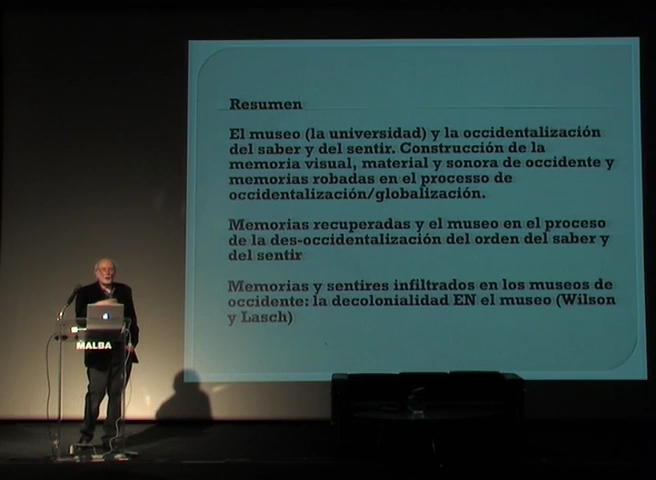 Resumen
El museo (la universidad) y la occidentalización
del saber y del sentir. Construcción de la
memoria visual, material y sonora de occidente y
memorias robadas en el proceso de
occidentalización/globalización.
Memorias recuperadas y el museo en el proceso
de la des-occidentalización del orden del saber y
del sentir
Memorias y sentires infiltrados en los museos de
occidente: la decolonialidad EN el museo (Wilson
y Lasch)
MALBA